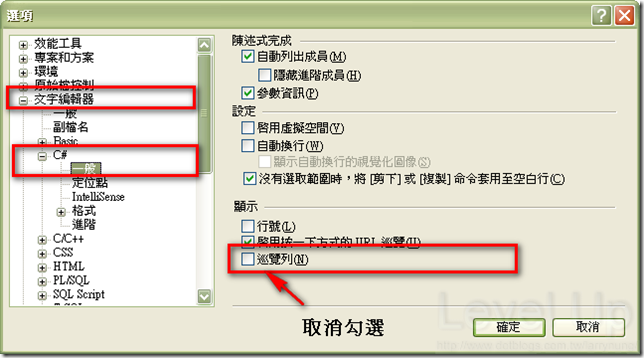 選項
效能工具
專案和方案
環境
原始檔控制
文字編輯器
一般
副檔名
Basic
C#
一般
定位點
IntelliSense
格式
進階
C/C++
CSS
HTML
PL/SQL
SQL Script
T-SQL
陳述式完成
自動列出成員(M)
隱藏進階成員(H)
參數資訊(P)
設定
啟用虛擬空間(V)
自動換行(W)
顯示自動換行的視覺化圖像(S)
沒有選取範圍時，將 [剪下] 或 [複製] 命令套用至空白行(C)
顯示
行號(L)
啟用按一下方式的 URL 巡覽(U)
巡覽列(N)
取消勾選
Level Up
確定
取消